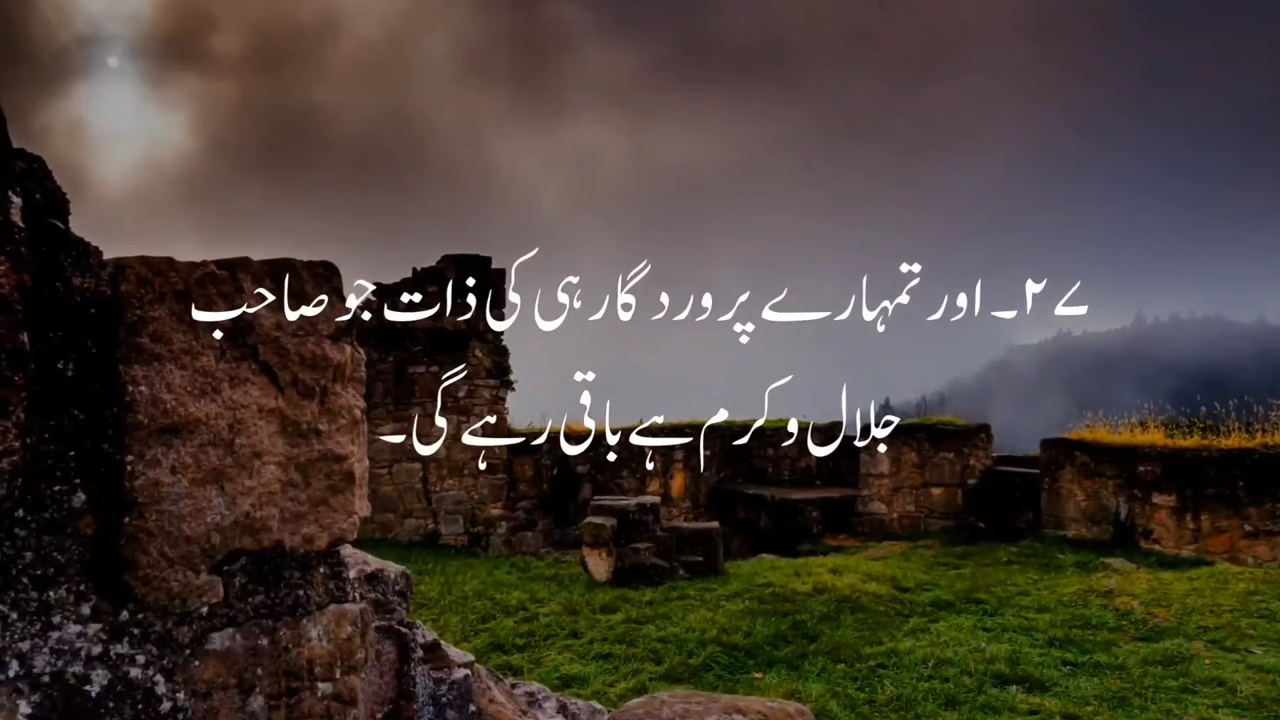 ۲۷۔ اور تمہارے پروردگار ہی کی ذات جو صاحب
جلال و کرم ہے باقی رہے گی۔